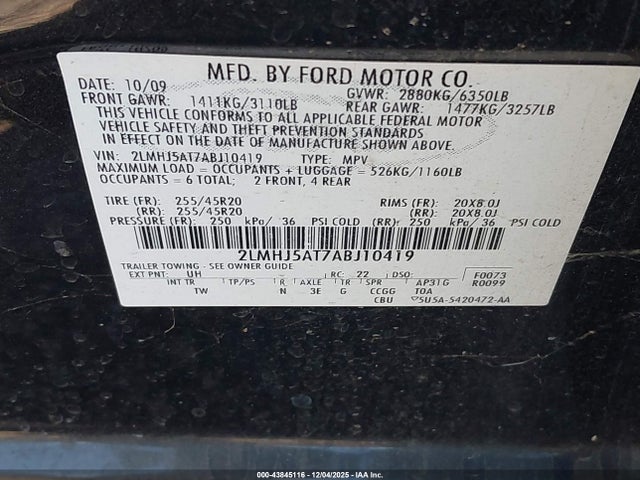 MFD. BY FORD MOTOR CO.
DATE: 10/09 GVWR: 2880KG/6350LB
FRONT GAWR: 1411KG/3110LB REAR GAWR: 1477KG/3257LB
THIS VEHICLE CONFORMS TO ALL APPLICABLE FEDERAL MOTOR
VEHICLE SAFETY AND THEFT PREVENTION STANDARDS
IN EFFECT ON THE DATE OF MANUFACTURE SHOWN ABOVE.
VIN: 2LMHJ5AT7ABJ10419 TYPE: MPV
MAXIMUM LOAD = OCCUPANTS + LUGGAGE = 526KG/1160LB
OCCUPANTS = 6 TOTAL; 2 FRONT, 4 REAR
TIRE (FR): 255/45R20 RIMS (FR): 20X8.0J
(RR): 255/45R20 (RR): 20X8.0J
PRESSURE (FR): 250 kPa/ 36 PSI COLD (RR): 250 kPa/ 36 PSI COLD
2LMHJ5AT7ABJ10419
TRAILER TOWING - SEE OWNER GUIDE
EXT PNT: UH RC: 22 DSO: F0073
INT TR TP/PS R AXLE TR SPR AP31G R0099
TW N 3E G CCGG TOA
CBU 5U5A-5420472-AA
000-43845116 - 12/04/2025 - IAA Inc.